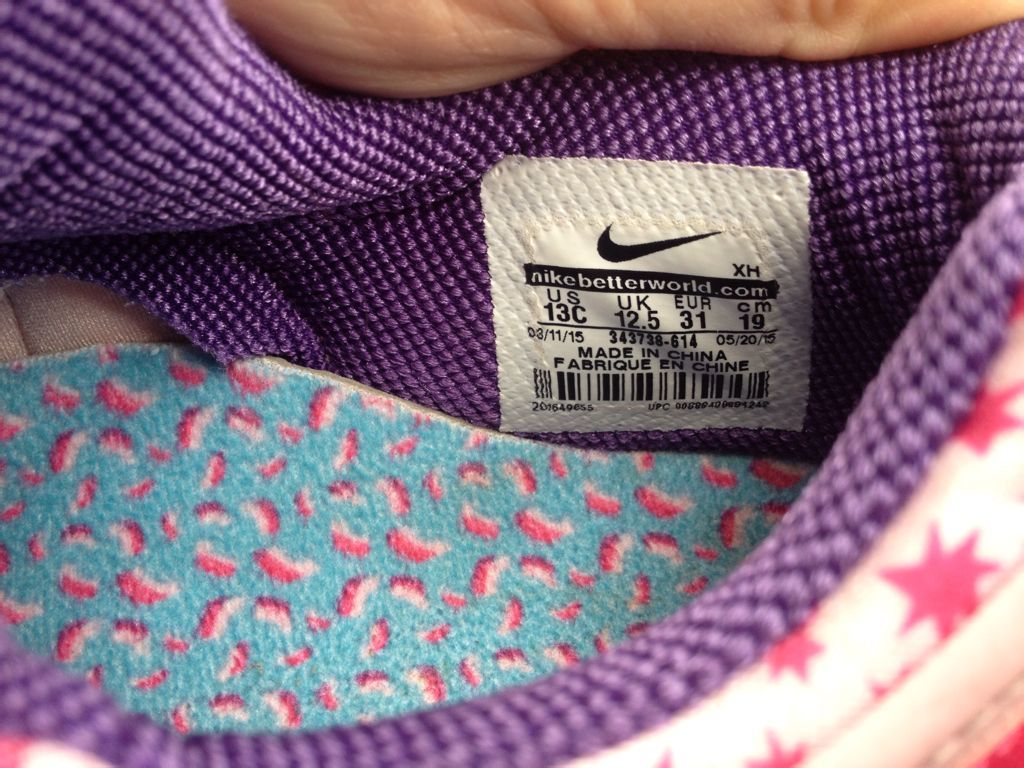 XH
nikebetterworld.com
US UK EUR cm
13C 12.5 31 19
03/11/15 343738-614 05/20/15
MADE IN CHINA
FABRIQUE EN CHINE
UPC